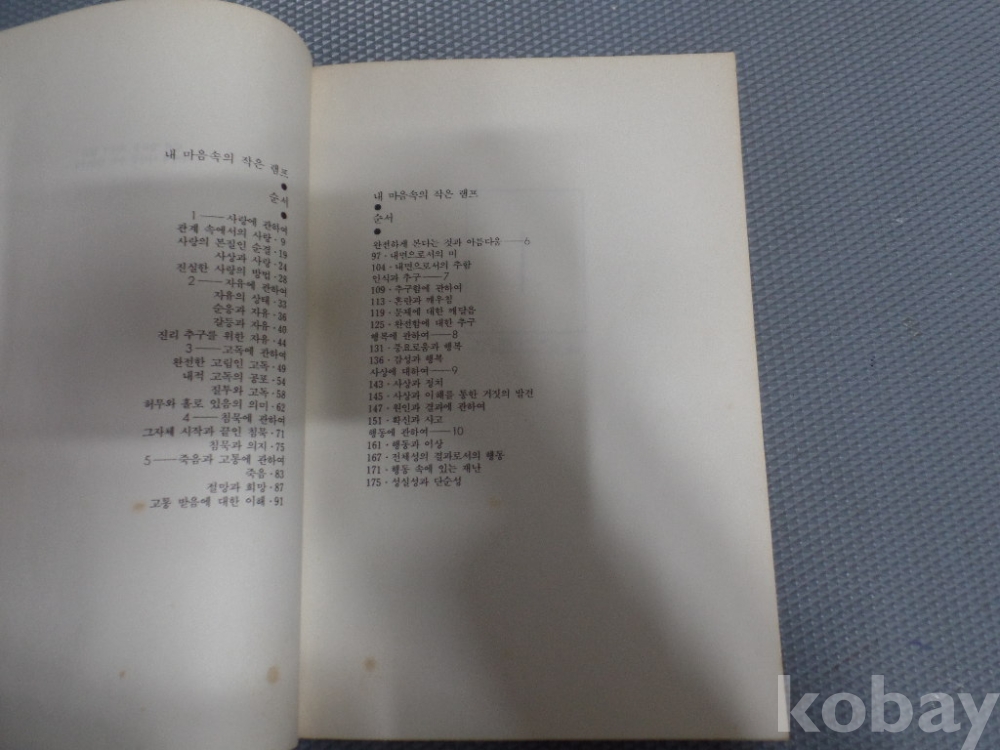 내 마음속의 작은 램프
순서
1──사랑에 관하여
관계 속에서의 사랑·9
사랑의 본질인 순결·19
사상과 사랑·24
진실한 사랑의 방법·28
2──자유에 관하여
자유의 상태·33
순응과 자유·36
갈등과 자유·40
진리 추구를 위한 자유·44
3──고독에 관하여
완전한 고립인 고독·49
내적 고독의 공포·54
질투와 고독·58
허무와 홀로 있음의 의미·62
4──침묵에 관하여
그자체 시작과 끝인 침묵·71
침묵과 의지·75
5──죽음과 고통에 관하여
죽음·83
절망과 희망·87
고통 받음에 대한 이해·91
내 마음속의 작은 램프
순서
완전하게 본다는 것과 아름다움──6
97·내면으로서의 미
104·내면으로서의 추함
인식과 추구──7
109·추구함에 관하여
113·혼란과 깨우침
119·문제에 대한 깨달음
125·완전함에 대한 추구
행복에 관하여──8
131·풍요로움과 행복
136·감성과 행복
사상에 대하여──9
143·사상과 정치
145·사상과 이해를 통한 거짓의 발견
147·원인과 결과에 관하여
151·확신과 사고
행동에 관하여──10
161·행동과 이상
167·전체성의 결과로서의 행동
171·행동 속에 있는 재난
175·성실성과 단순성
kobay